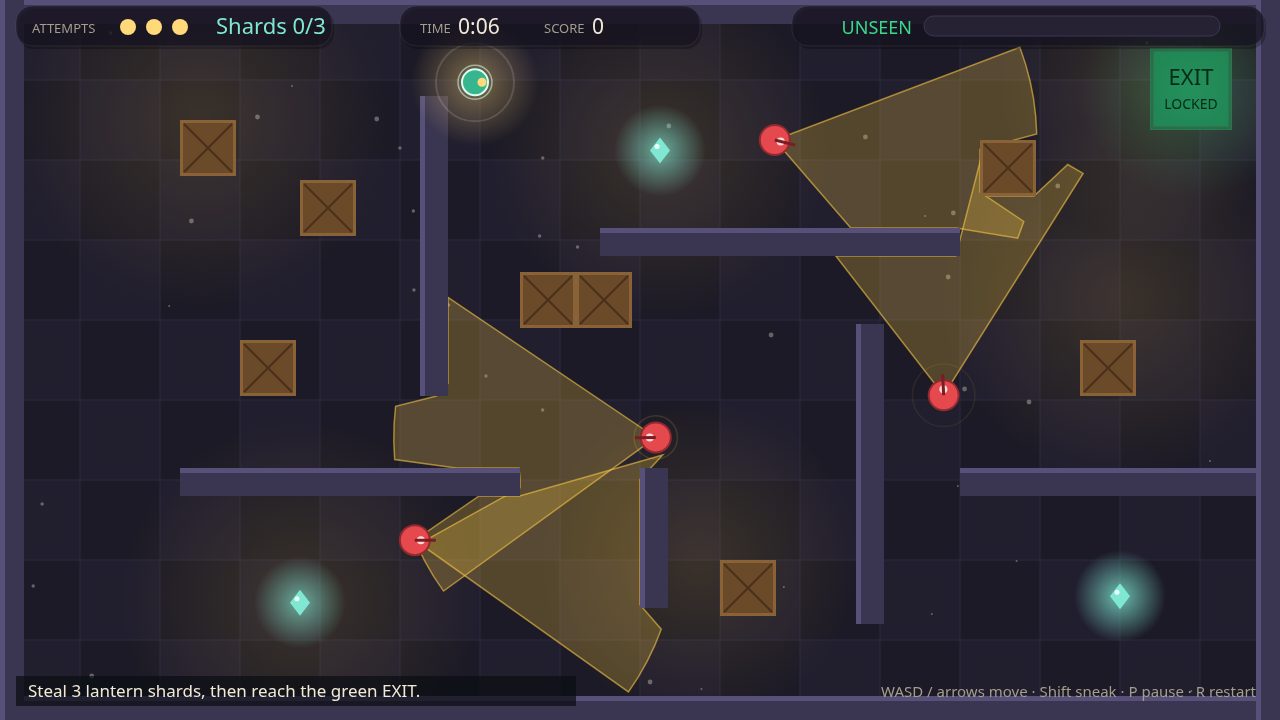 ATTEMPTS Shards 0/3 TIME 0:06 SCORE 0 UNSEEN
EXIT
LOCKED
Steal 3 lantern shards, then reach the green EXIT.
WASD / arrows move · Shift sneak · P pause · R restart